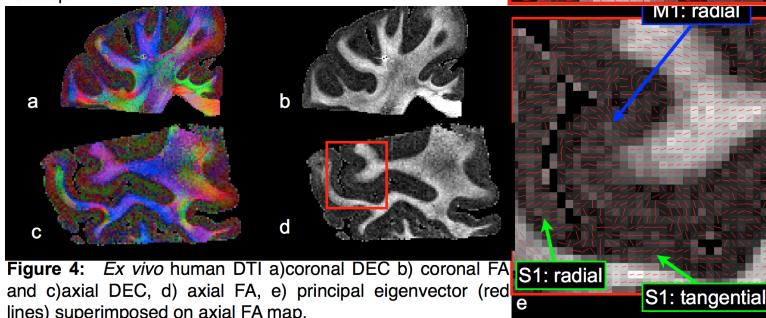 a
b
c
d
M1: radial
S1: radial
S1: tangential
e
Figure 4: Ex vivo human DTI a)coronal DEC b) coronal FA
and c)axial DEC, d) axial FA, e) principal eigenvector (red
lines) superimposed on axial FA map.